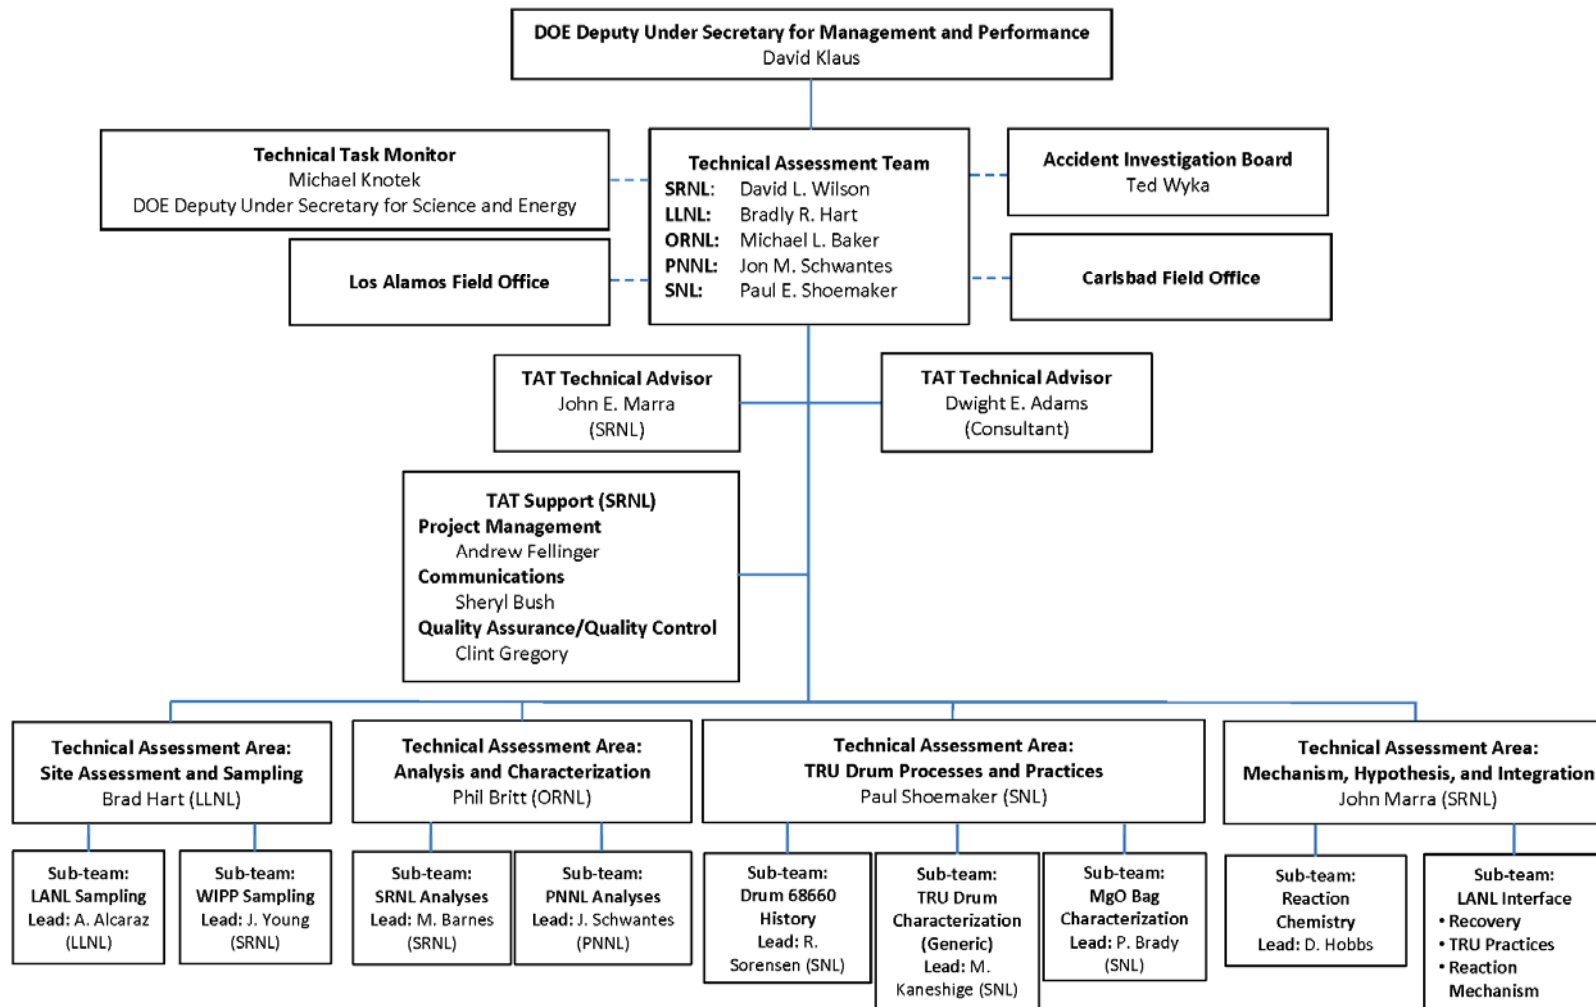 DOE Deputy Under Secretary for Management and Performance
David Klaus
Technical Task Monitor
Michael Knotek
DOE Deputy Under Secretary for Science and Energy
Technical Assessment Team
SRNL: David L. Wilson
LLNL: Bradly R. Hart
ORNL: Michael L. Baker
PNNL: Jon M. Schwantes
SNL: Paul E. Shoemaker
Accident Investigation Board
Ted Wyka
Los Alamos Field Office
Carlsbad Field Office
TAT Technical Advisor
John E. Marra
(SRNL)
TAT Technical Advisor
Dwight E. Adams
(Consultant)
TAT Support (SRNL)
Project Management
Andrew Fellinger
Communications
Sheryl Bush
Quality Assurance/Quality Control
Clint Gregory
Technical Assessment Area:
Site Assessment and Sampling
Brad Hart (LLNL)
Technical Assessment Area:
Analysis and Characterization
Phil Britt (ORNL)
Technical Assessment Area:
TRU Drum Processes and Practices
Paul Shoemaker (SNL)
Technical Assessment Area:
Mechanism, Hypothesis, and Integration
John Marra (SRNL)
Sub-team:
LANL Sampling
Lead: A. Alcaraz
(LLNL)
Sub-team:
WIPP Sampling
Lead: J. Young
(SRNL)
Sub-team:
SRNL Analyses
Lead: M. Barnes
(SRNL)
Sub-team:
PNNL Analyses
Lead: J. Schwantes
(PNNL)
Sub-team:
Drum 68660
History
Lead: R.
Sorensen (SNL)
Sub-team:
TRU Drum
Characterization
(Generic)
Lead: M.
Kaneshige (SNL)
Sub-team:
MgO Bag
Characterization
Lead: P. Brady
(SNL)
Sub-team:
Reaction
Chemistry
Lead: D. Hobbs
Sub-team:
LANL Interface
• Recovery
• TRU Practices
• Reaction
Mechanism